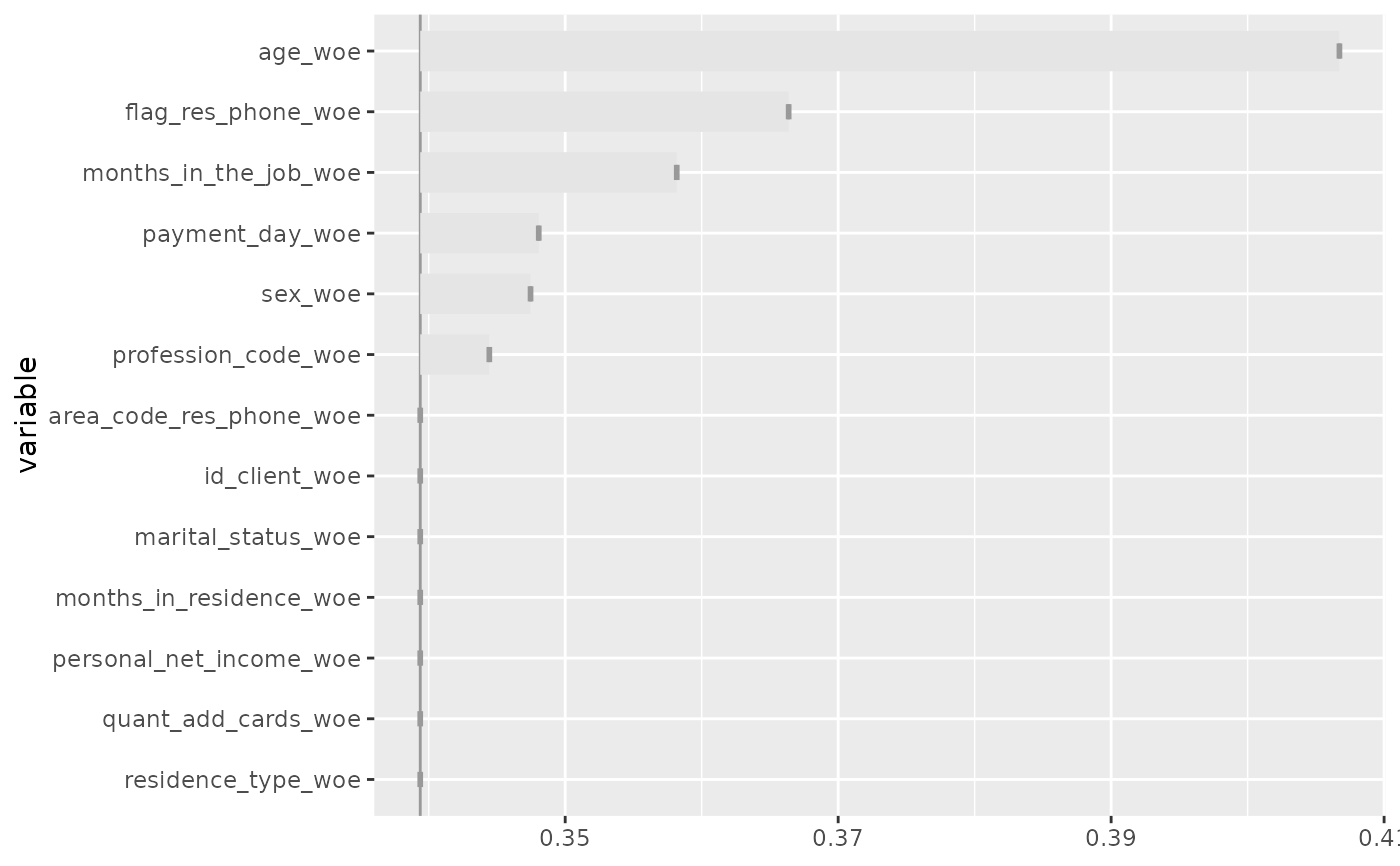 age_woe
flag_res_phone_woe
months_in_the_job_woe
payment_day_woe
sex_woe
profession_code_woe
area_code_res_phone_woe
id_client_woe
marital_status_woe
months_in_residence_woe
personal_net_income_woe
quant_add_cards_woe
residence_type_woe
variable
0.35 0.37 0.39